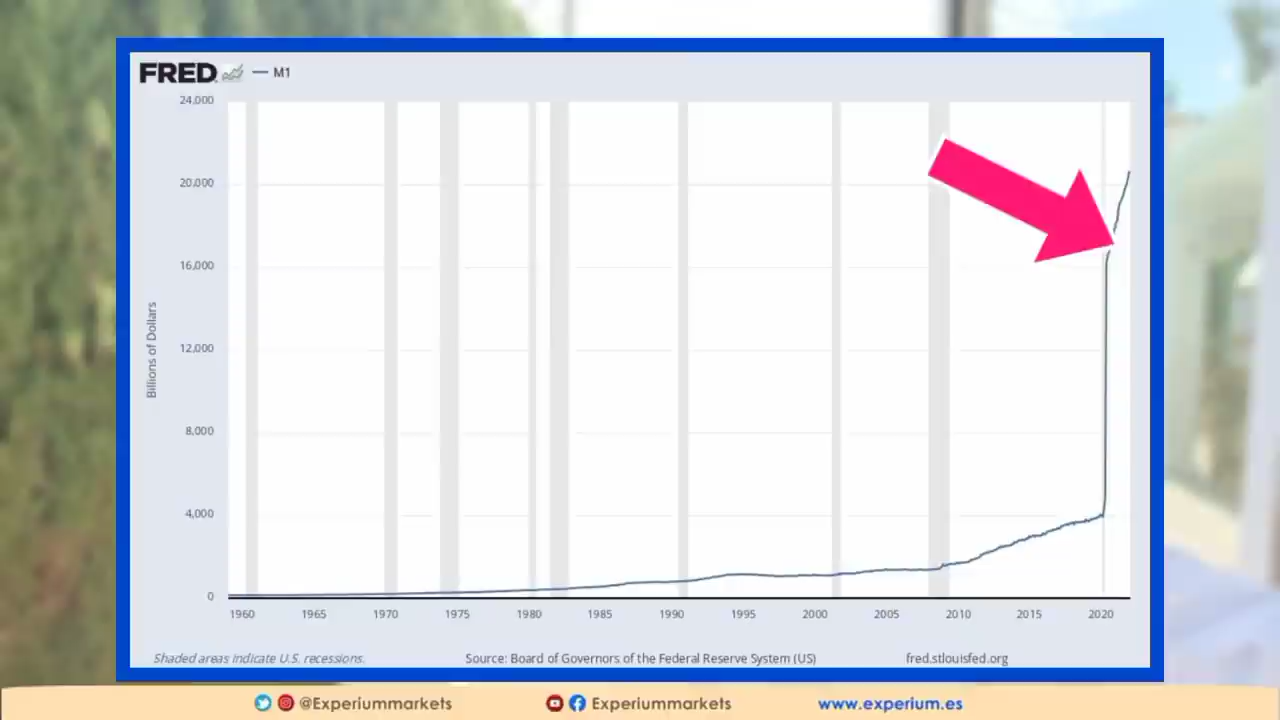 FRED
M1
24,000
20,000
16,000
12,000
8,000
4,000
0
Billions of Dollars
1960 1965 1970 1975 1980 1985 1990 1995 2000 2005 2010 2015 2020
Shaded areas indicate U.S. recessions.
Source: Board of Governors of the Federal Reserve System (US)
fred.stlouisfed.org
@Experiummarkets
Experiummarkets
www.experium.es